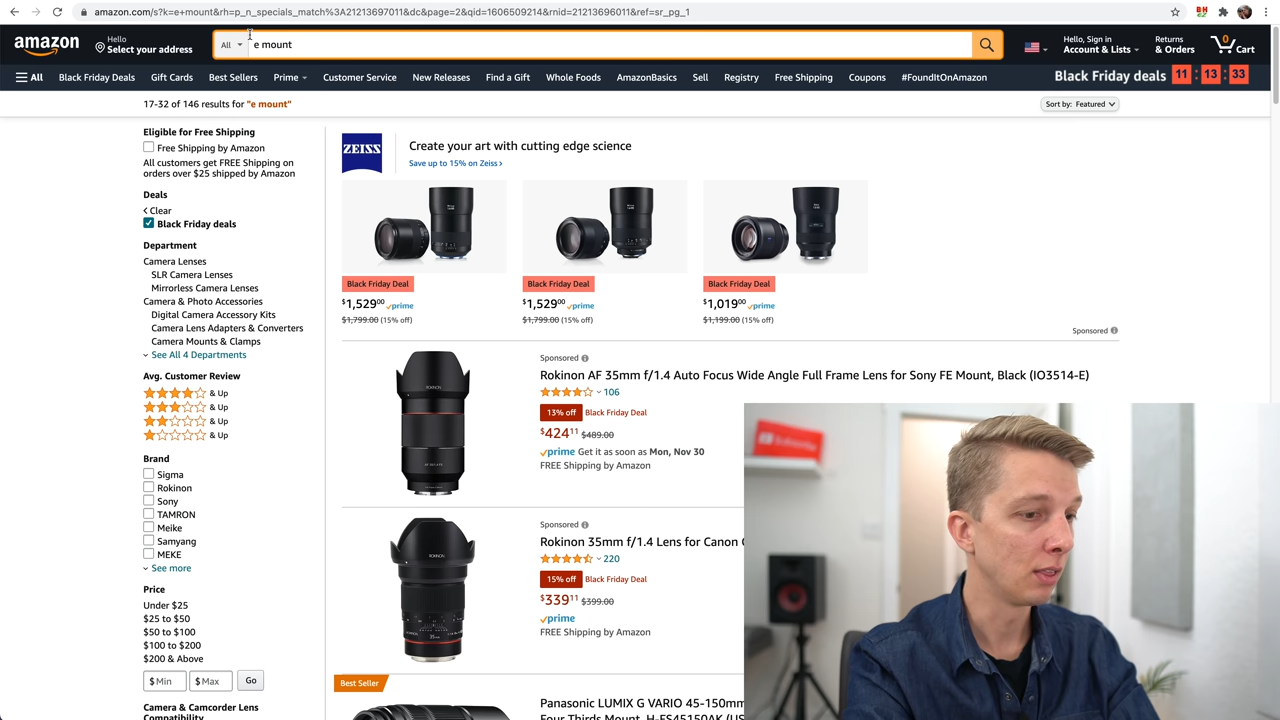 amazon.com/s?k=e+mount&rh=p_n_specials_match%3A21213697011&dc&page=2&qid=1606509214&rnid=21213696011&ref=sr_pg_1
amazon
Hello
Select your address
All
e mount
Hello, Sign in
Account & Lists
Returns
& Orders
0
Cart
All
Black Friday Deals
Gift Cards
Best Sellers
Prime
Customer Service
New Releases
Find a Gift
Whole Foods
AmazonBasics
Sell
Registry
Free Shipping
Coupons
#FoundItOnAmazon
Black Friday deals 11 : 13 : 33
17-32 of 146 results for "e mount"
Sort by: Featured
Eligible for Free Shipping
Free Shipping by Amazon
All customers get FREE Shipping on
orders over $25 shipped by Amazon
Deals
Clear
Black Friday deals
Department
Camera Lenses
SLR Camera Lenses
Mirrorless Camera Lenses
Camera & Photo Accessories
Digital Camera Accessory Kits
Camera Lens Adapters & Converters
Camera Mounts & Clamps
See All 4 Departments
Avg. Customer Review
& Up
& Up
& Up
& Up
Brand
Sigma
Rokinon
Sony
TAMRON
Meike
Samyang
MEKE
See more
Price
Under $25
$25 to $50
$50 to $100
$100 to $200
$200 & Above
$ Min
$ Max
Go
Camera & Camcorder Lens
Compatibility
ZEISS
Create your art with cutting edge science
Save up to 15% on Zeiss ›
Black Friday Deal
$1,529.00 prime
$1,799.00 (15% off)
Black Friday Deal
$1,529.00 prime
$1,799.00 (15% off)
Black Friday Deal
$1,019.00 prime
$1,199.00 (15% off)
Sponsored
Sponsored
Rokinon AF 35mm f/1.4 Auto Focus Wide Angle Full Frame Lens for Sony FE Mount, Black (IO3514-E)
106
13% off Black Friday Deal
$424.11 $489.00
prime Get it as soon as Mon, Nov 30
FREE Shipping by Amazon
Sponsored
Rokinon 35mm f/1.4 Lens for Canon
220
15% off Black Friday Deal
$339.11 $399.00
prime
FREE Shipping by Amazon
Best Seller
Panasonic LUMIX G VARIO 45-150mm
Four Thirds Mount, H-FS45150AK (US